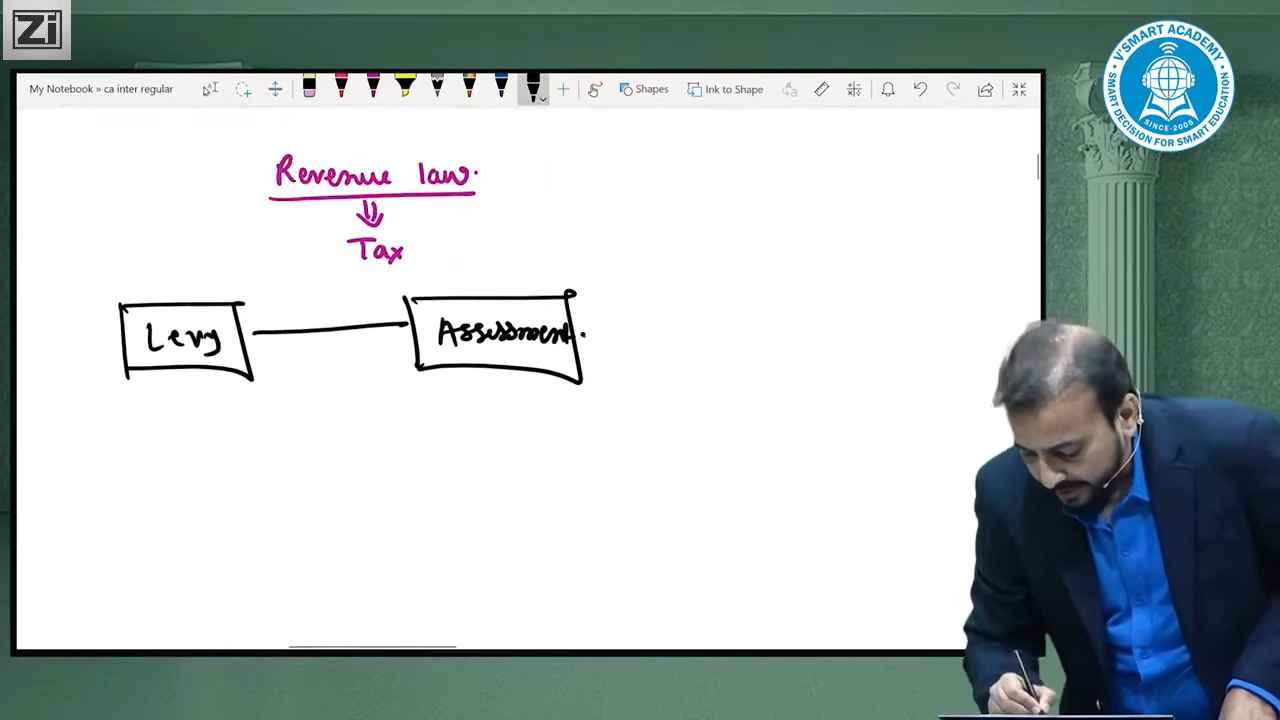 Zi
My Notebook » ca inter regular
Shapes
Ink to Shape
V'SMART ACADEMY
SINCE-2005
SMART DECISION FOR SMART EDUCATION
Revenue law.
Tax
Levy
Assessment.